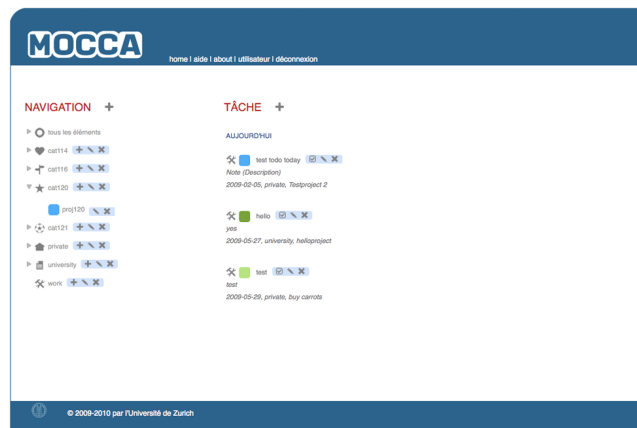 MOCCA
home | aide | about | utilisateur | déconnexion
NAVIGATION
tous les éléments
cat114
cat116
cat120
proj120
cat121
private
university
work
TÂCHE
AUJOURD'HUI
test todo today
Note (Description)
2009-02-05, private, Testproject 2
hello
yes
2009-05-27, university, helloproject
test
test
2009-05-29, private, buy carrots
© 2009-2010 par l'Université de Zurich